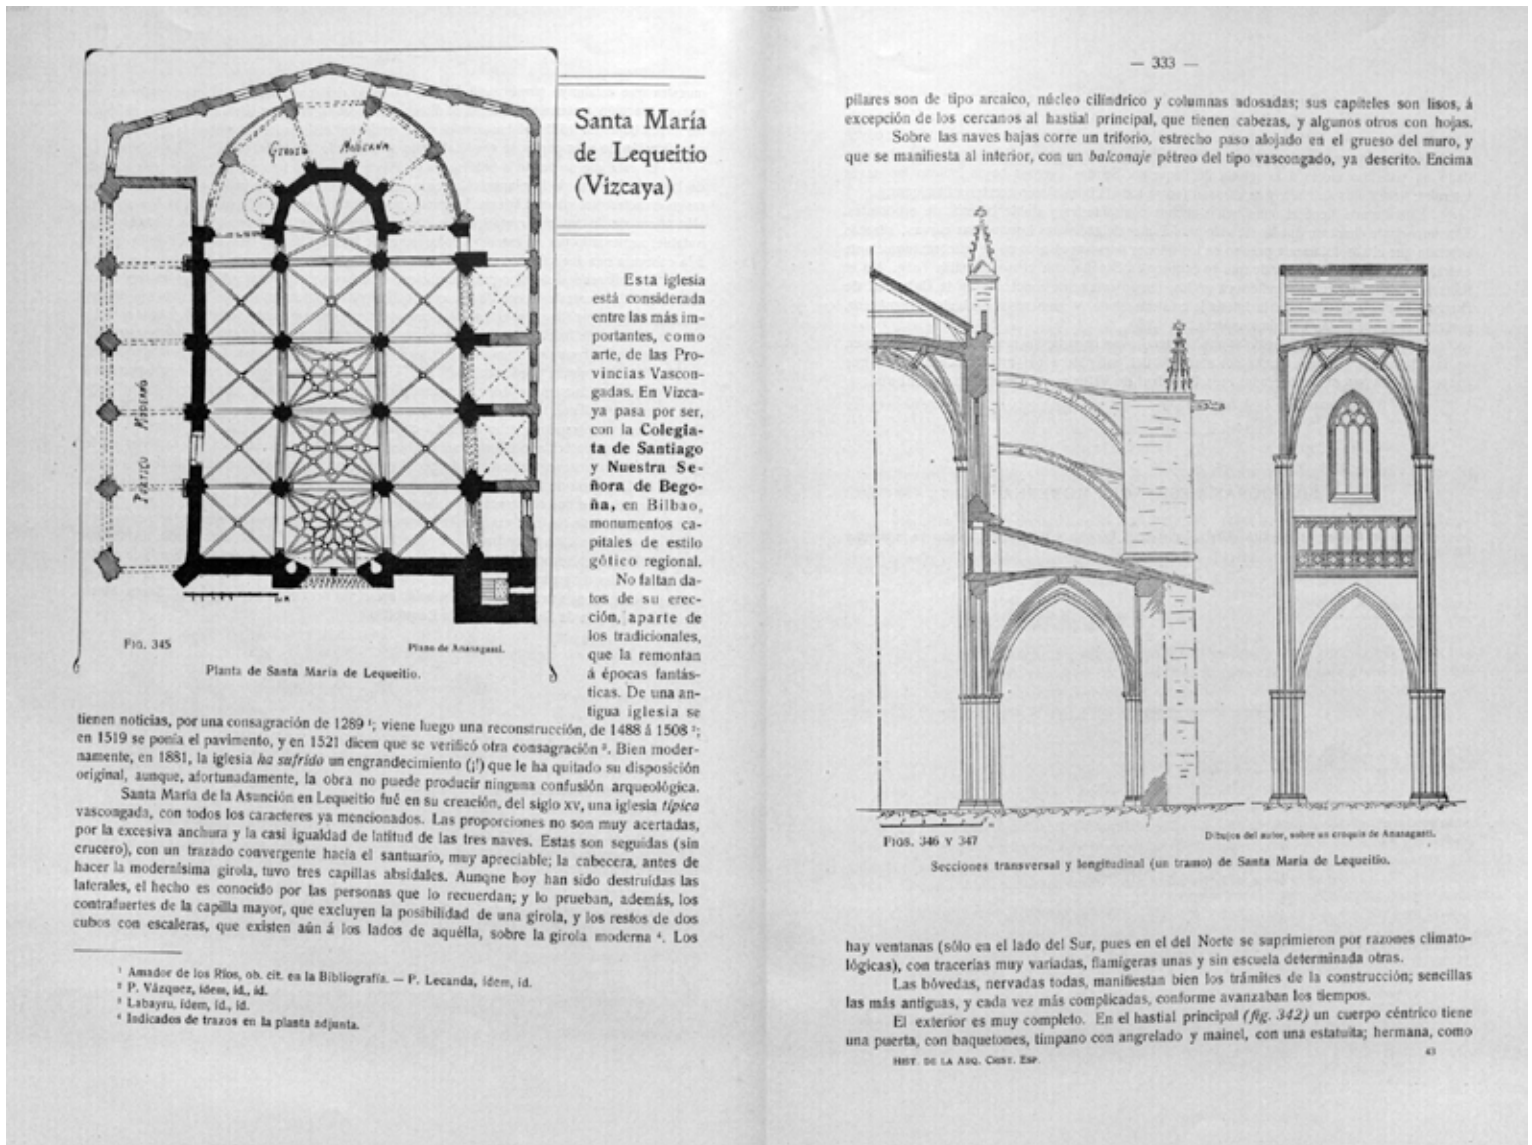 GIROLA MODERNA
PORTICO MODERNO
FIG. 345
Plano de Anasagasti.
Planta de Santa María de Lequeitio.
Santa María
de Lequeitio
(Vizcaya)
Esta iglesia
está considerada
entre las más im-
portantes, como
arte, de las Pro-
vincias Vascon-
gadas. En Vizca-
ya pasa por ser,
con la Colegia-
ta de Santiago
y Nuestra Se-
ñora de Bego-
ña, en Bilbao,
monumentos ca-
pitales de estilo
gótico regional.
No faltan da-
tos de su erec-
ción, aparte de
los tradicionales,
que la remontan
á épocas fantás-
ticas. De una an-
tigua iglesia se
tienen noticias, por una consagración de 1289 ¹; viene luego una reconstrucción, de 1488 á 1508 ²;
en 1519 se ponía el pavimento, y en 1521 dicen que se verificó otra consagración ³. Bien moder-
namente, en 1881, la iglesia ha sufrido un engrandecimiento (¡!) que le ha quitado su disposición
original, aunque, afortunadamente, la obra no puede producir ninguna confusión arqueológica.
Santa María de la Asunción en Lequeitio fué en su creación, del siglo XV, una iglesia típica
vascongada, con todos los caracteres ya mencionados. Las proporciones no son muy acertadas,
por la excesiva anchura y la casi igualdad de latitud de las tres naves. Estas son seguidas (sin
crucero), con un trazado convergente hacia el santuario, muy apreciable; la cabecera, antes de
hacer la modernísima girola, tuvo tres capillas absidales. Aunque hoy han sido destruídas las
laterales, el hecho es conocido por las personas que lo recuerdan; y lo prueban, además, los
contrafuertes de la capilla mayor, que excluyen la posibilidad de una girola, y los restos de dos
cubos con escaleras, que existen aún á los lados de aquélla, sobre la girola moderna ⁴. Los
¹ Amador de los Ríos, ob. cit. en la Bibliografía. — P. Lecanda, ídem, íd.
² P. Vázquez, ídem, íd., íd.
³ Labayru, ídem, íd., íd.
⁴ Indicados de trazos en la planta adjunta.
— 333 —
pilares son de tipo arcaico, núcleo cilíndrico y columnas adosadas; sus capiteles son lisos, á
excepción de los cercanos al hastial principal, que tienen cabezas, y algunos otros con hojas.
Sobre las naves bajas corre un triforio, estrecho paso alojado en el grueso del muro, y
que se manifiesta al interior, con un balconaje pétreo del tipo vascongado, ya descrito. Encima
FIGS. 346 Y 347
Dibujos del autor, sobre un croquis de Anasagasti.
Secciones transversal y longitudinal (un tramo) de Santa María de Lequeitio.
hay ventanas (sólo en el lado del Sur, pues en el del Norte se suprimieron por razones climato-
lógicas), con tracerías muy variadas, flamígeras unas y sin escuela determinada otras.
Las bóvedas, nervadas todas, manifiestan bien los trámites de la construcción; sencillas
las más antiguas, y cada vez más complicadas, conforme avanzaban los tiempos.
El exterior es muy completo. En el hastial principal (fig. 342) un cuerpo céntrico tiene
una puerta, con baquetones, tímpano con angrelado y mainel, con una estatuita; hermana, como
HIST. DE LA ARQ. CRIST. ESP.
43